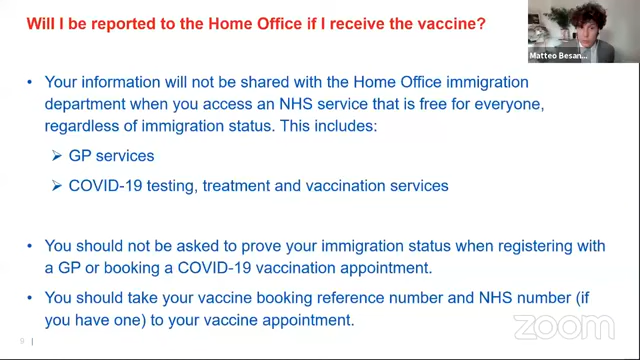 Will I be reported to the Home Office if I receive the vaccine?
Matteo Besan...
• Your information will not be shared with the Home Office immigration
department when you access an NHS service that is free for everyone,
regardless of immigration status. This includes:
➢ GP services
➢ COVID-19 testing, treatment and vaccination services
• You should not be asked to prove your immigration status when registering with
a GP or booking a COVID-19 vaccination appointment.
• You should take your vaccine booking reference number and NHS number (if
you have one) to your vaccine appointment.
9 |
zoom